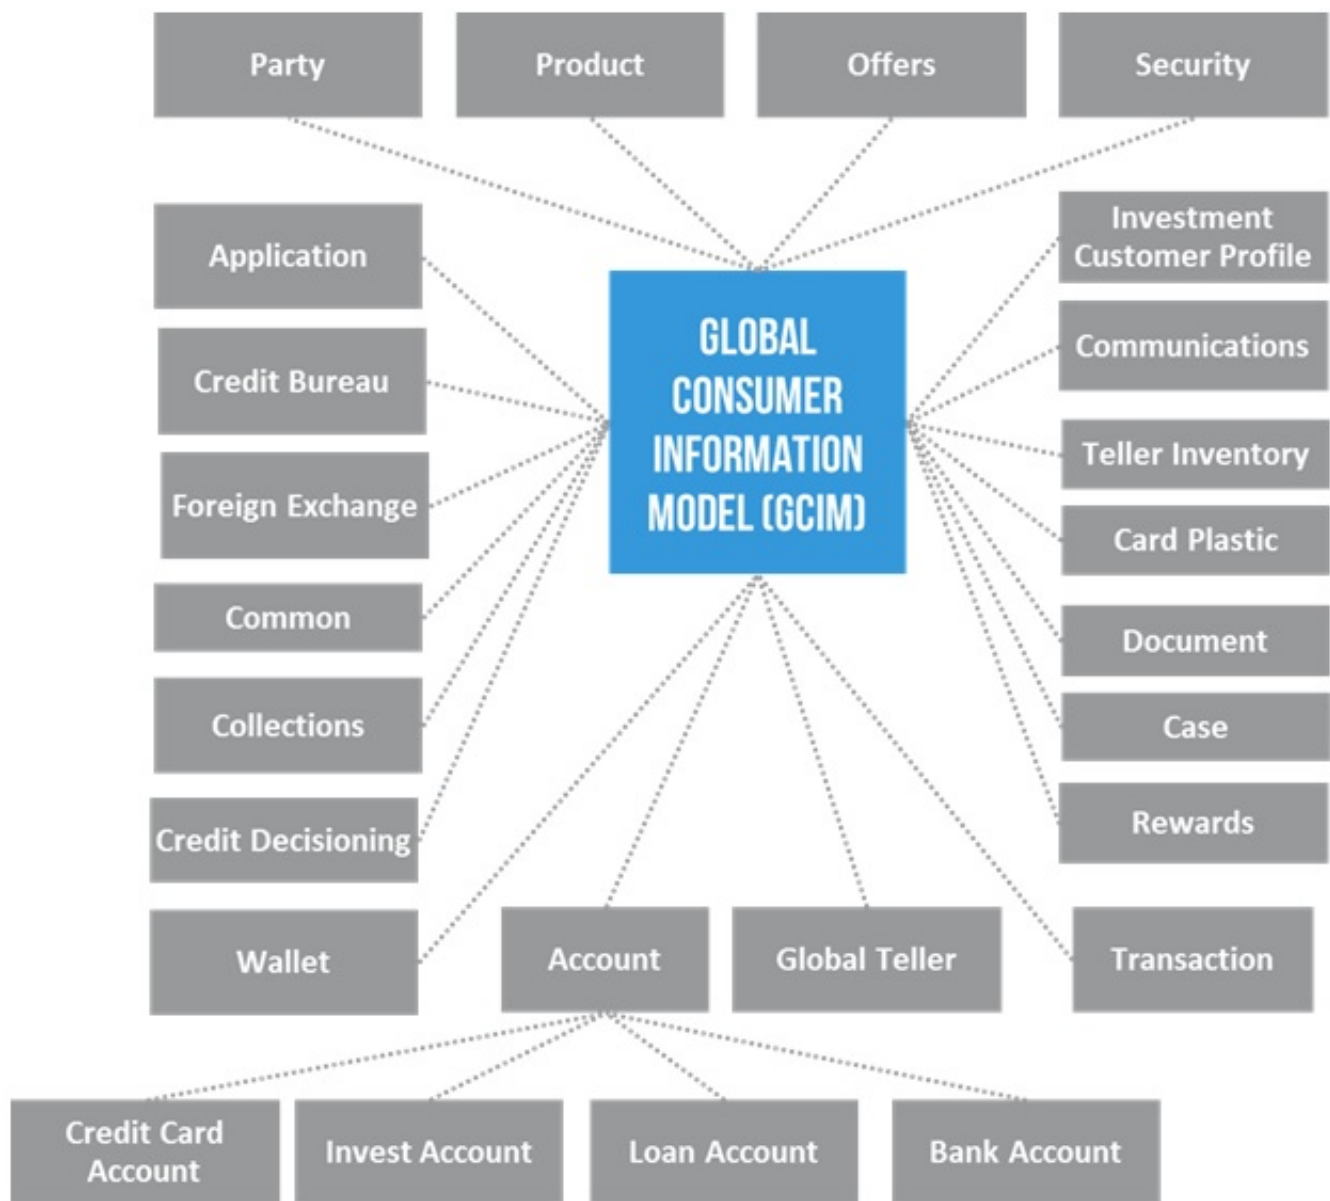 Party
Product
Offers
Security
Application
Credit Bureau
Foreign Exchange
Common
Collections
Credit Decisioning
Wallet
GLOBAL
CONSUMER
INFORMATION
MODEL (GCIM)
Investment
Customer Profile
Communications
Teller Inventory
Card Plastic
Document
Case
Rewards
Account
Global Teller
Transaction
Credit Card
Account
Invest Account
Loan Account
Bank Account